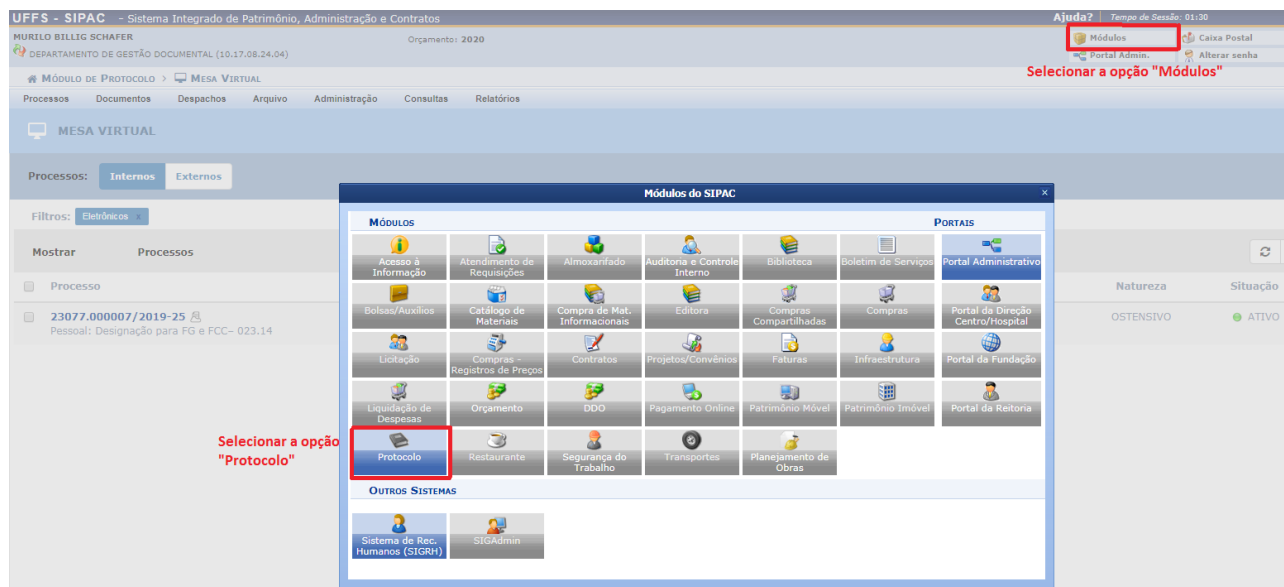 UFFS - SIPAC - Sistema Integrado de Patrimônio, Administração e Contratos
Ajuda? Tempo de Sessão: 01:30
MURILO BILLIG SCHAFER
Orçamento: 2020
Módulos
Caixa Postal
DEPARTAMENTO DE GESTÃO DOCUMENTAL (10.17.08.24.04)
Portal Admin.
Alterar senha
Selecionar a opção "Módulos"
MÓDULO DE PROTOCOLO > MESA VIRTUAL
Processos Documentos Despachos Arquivo Administração Consultas Relatórios
MESA VIRTUAL
Processos: Internos Externos
Módulos do SIPAC x
Filtros: Eletrônicos x
MÓDULOS
PORTAIS
Mostrar Processos
Acesso à Informação
Atendimento de Requisições
Almoxarifado
Auditoria e Controle Interno
Biblioteca
Boletim de Serviços
Portal Administrativo
Processo
Natureza
Situação
Bolsas/Auxílios
Catálogo de Materiais
Compra de Mat. Informacionais
Editora
Compras Compartilhadas
Compras
Portal da Direção Centro/Hospital
23077.000007/2019-25
Pessoal: Designação para FG e FCC– 023.14
OSTENSIVO
ATIVO
Licitação
Compras - Registros de Preços
Contratos
Projetos/Convênios
Faturas
Infraestrutura
Portal da Fundação
Liquidação de Despesas
Orçamento
DDO
Pagamento Online
Patrimônio Móvel
Patrimônio Imóvel
Portal da Reitoria
Selecionar a opção
"Protocolo"
Protocolo
Restaurante
Segurança do Trabalho
Transportes
Planejamento de Obras
OUTROS SISTEMAS
Sistema de Rec. Humanos (SIGRH)
SIGAdmin